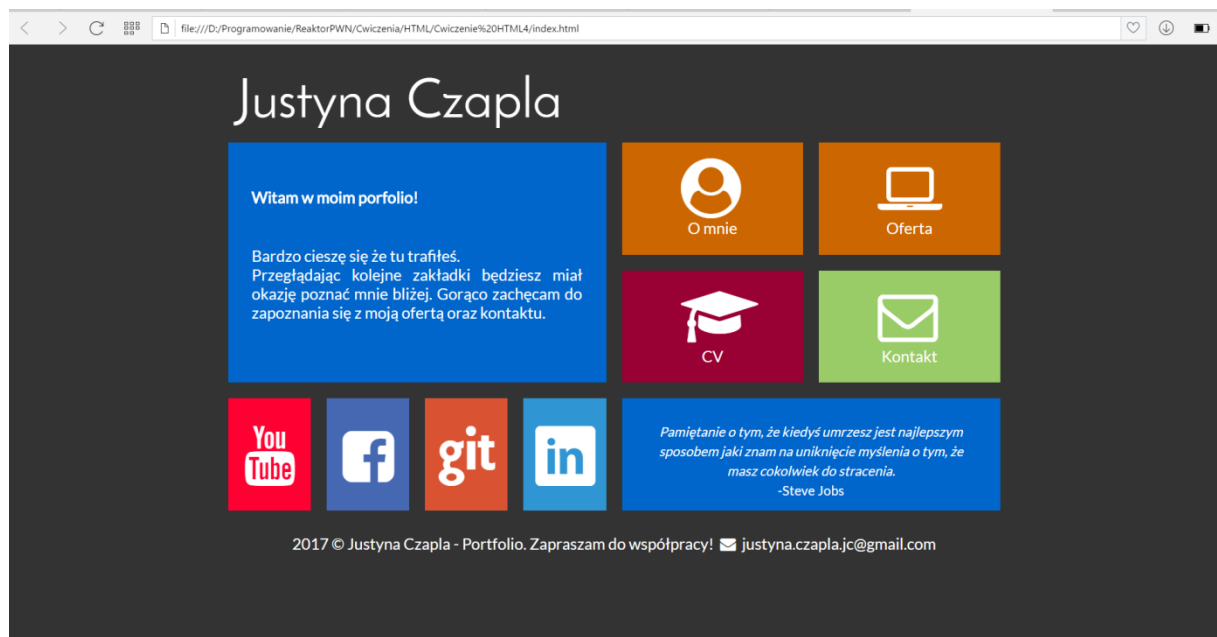 file:///D:/Programowanie/ReaktorPWN/Cwiczenia/HTML/Cwiczenie%20HTML4/index.html
Justyna Czapla
Witam w moim porfolio!
Bardzo cieszę się że tu trafiłeś.
Przeglądając kolejne zakładki będziesz miał
okazję poznać mnie bliżej. Gorąco zachęcam do
zapoznania się z moją ofertą oraz kontaktu.
O mnie
Oferta
CV
Kontakt
You
Tube
f
git
in
Pamiętanie o tym, że kiedyś umrzesz jest najlepszym
sposobem jaki znam na uniknięcie myślenia o tym, że
masz cokolwiek do stracenia.
-Steve Jobs
2017 © Justyna Czapla - Portfolio. Zapraszam do współpracy! justyna.czapla.jc@gmail.com